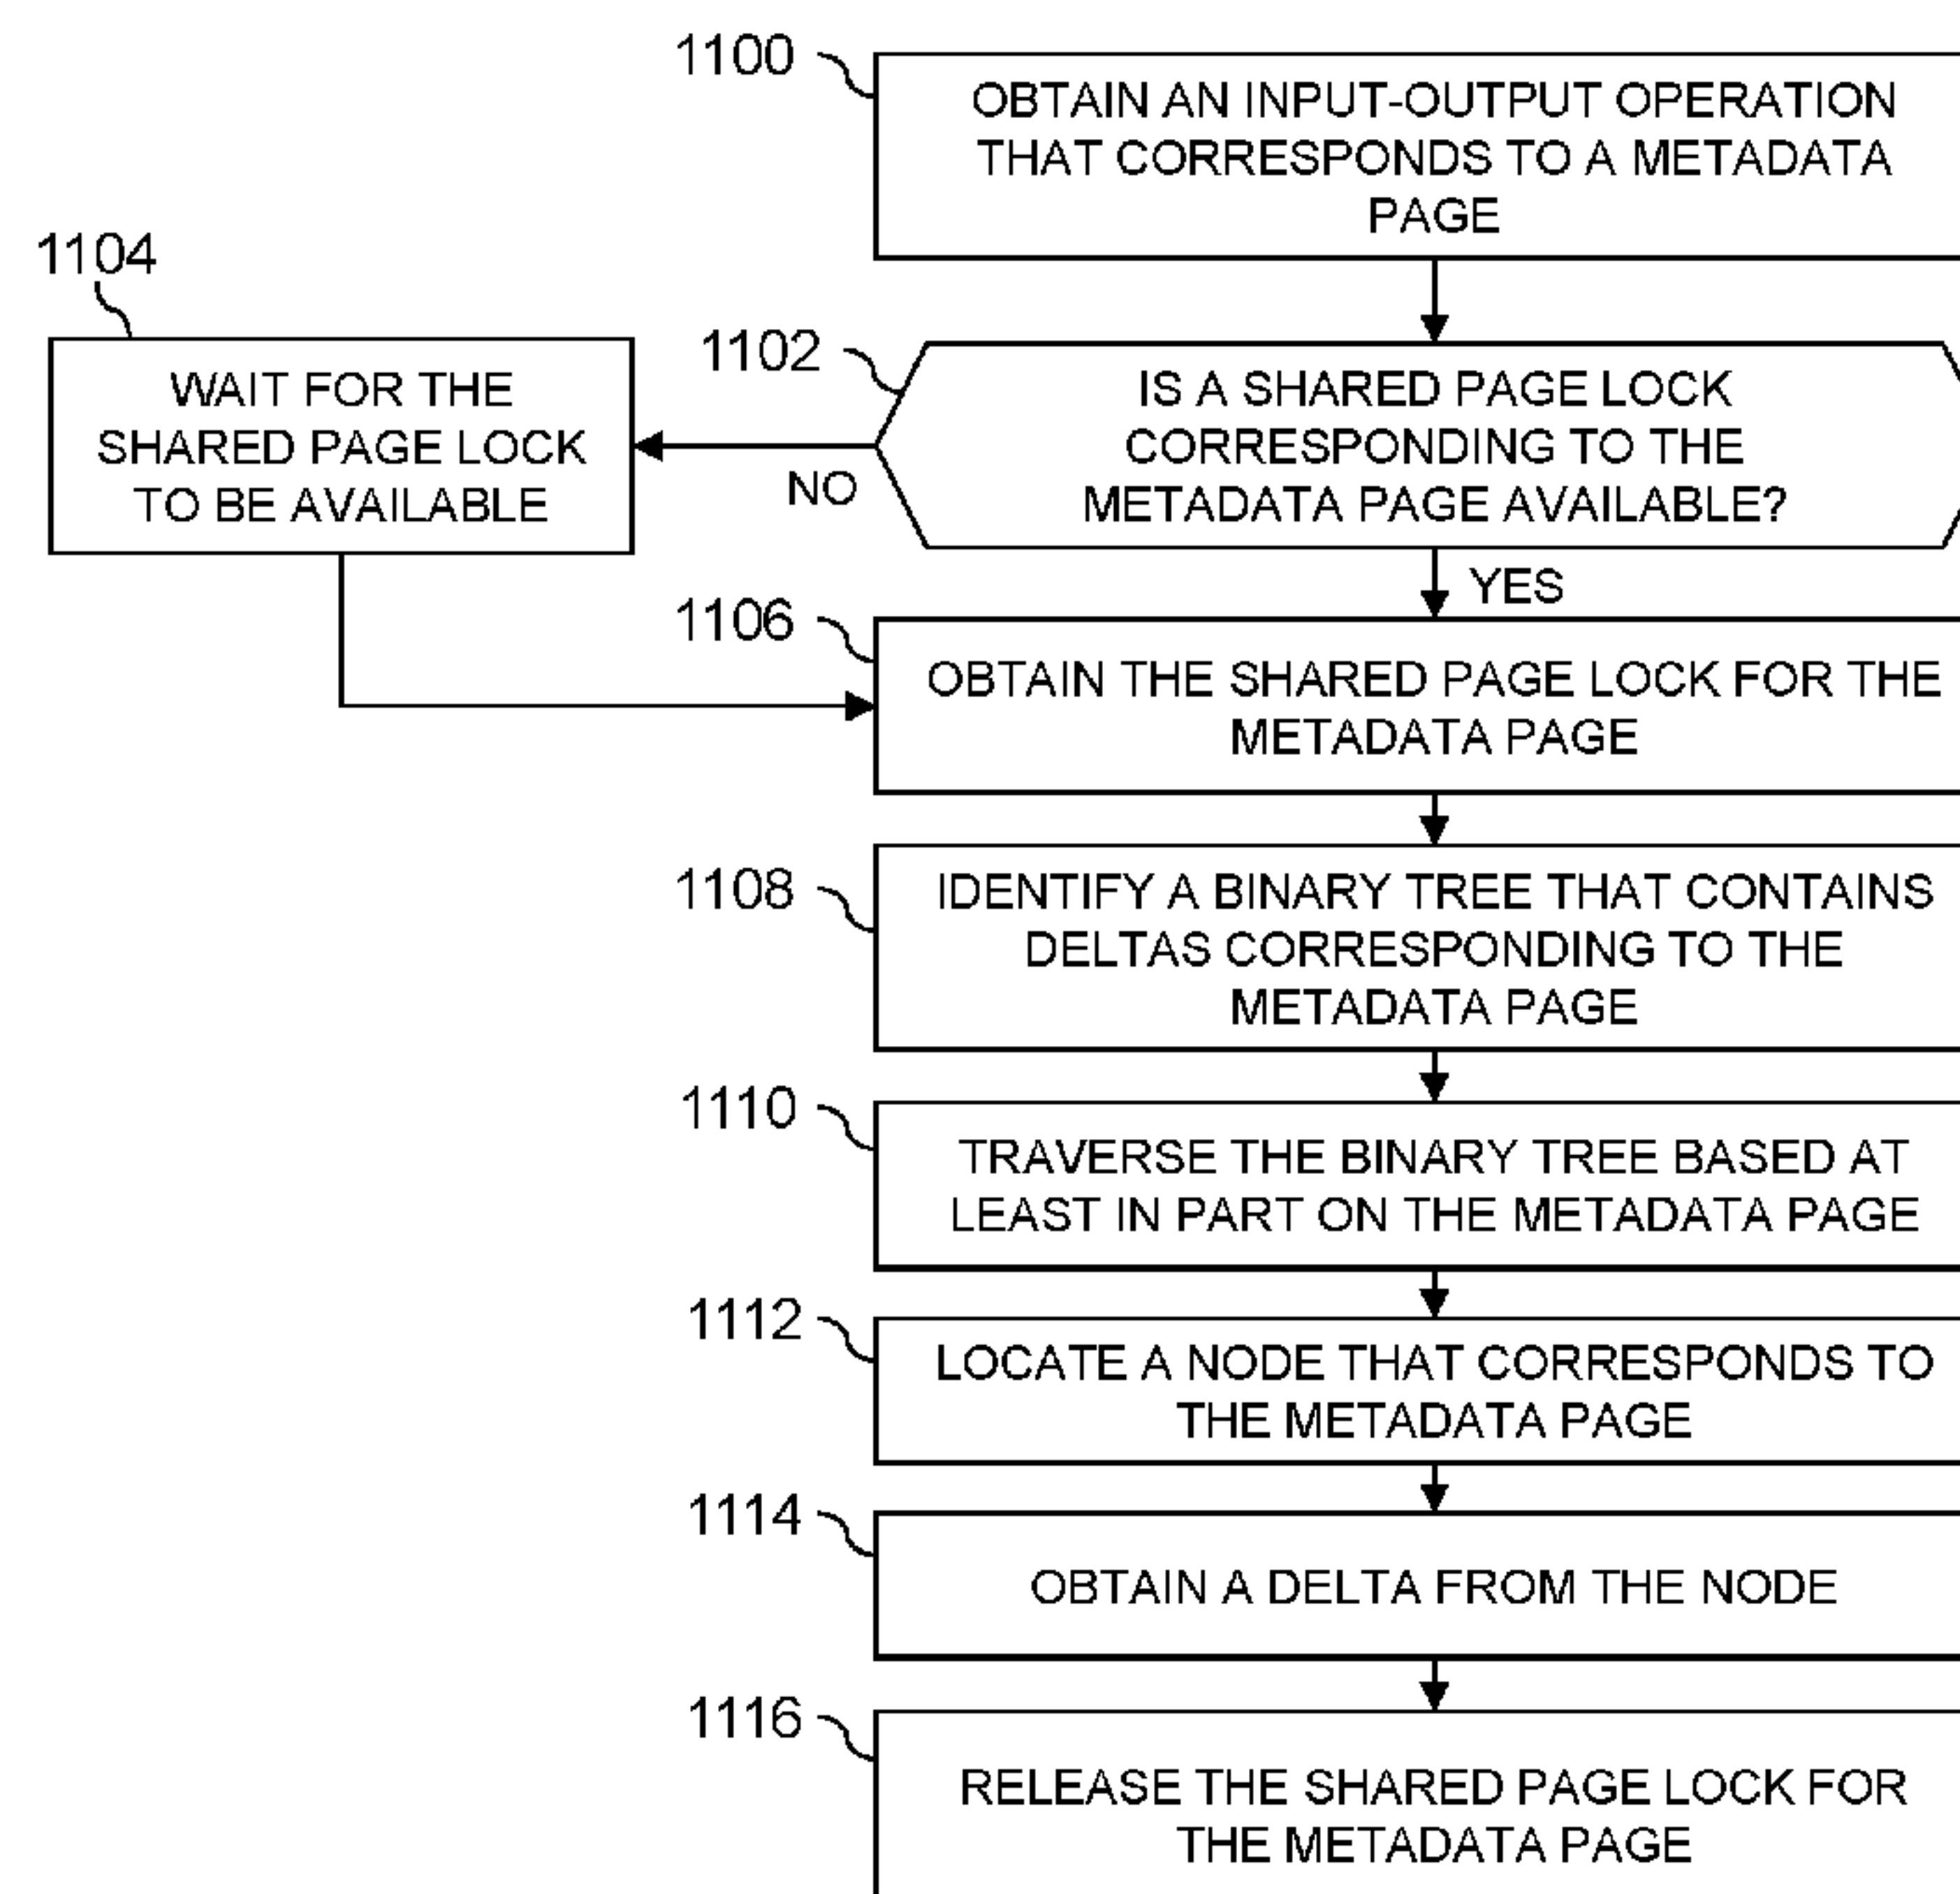 1100
OBTAIN AN INPUT-OUTPUT OPERATION
THAT CORRESPONDS TO A METADATA
PAGE
1104
WAIT FOR THE
SHARED PAGE LOCK
TO BE AVAILABLE
1102
IS A SHARED PAGE LOCK
CORRESPONDING TO THE
METADATA PAGE AVAILABLE?
NO
YES
1106
OBTAIN THE SHARED PAGE LOCK FOR THE
METADATA PAGE
1108
IDENTIFY A BINARY TREE THAT CONTAINS
DELTAS CORRESPONDING TO THE
METADATA PAGE
1110
TRAVERSE THE BINARY TREE BASED AT
LEAST IN PART ON THE METADATA PAGE
1112
LOCATE A NODE THAT CORRESPONDS TO
THE METADATA PAGE
1114
OBTAIN A DELTA FROM THE NODE
1116
RELEASE THE SHARED PAGE LOCK FOR
THE METADATA PAGE